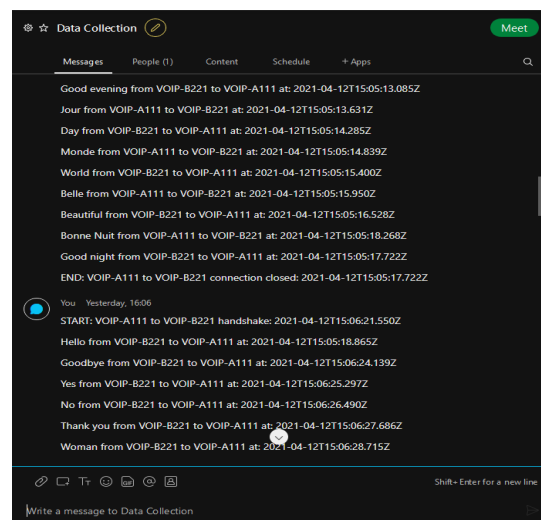 Data Collection
Meet
Messages People (1) Content Schedule + Apps
Good evening from VOIP-B221 to VOIP-A111 at: 2021-04-12T15:05:13.085Z
Jour from VOIP-A111 to VOIP-B221 at: 2021-04-12T15:05:13.631Z
Day from VOIP-B221 to VOIP-A111 at: 2021-04-12T15:05:14.285Z
Monde from VOIP-A111 to VOIP-B221 at: 2021-04-12T15:05:14.839Z
World from VOIP-B221 to VOIP-A111 at: 2021-04-12T15:05:15.400Z
Belle from VOIP-A111 to VOIP-B221 at: 2021-04-12T15:05:15.950Z
Beautiful from VOIP-B221 to VOIP-A111 at: 2021-04-12T15:05:16.528Z
Bonne Nuit from VOIP-A111 to VOIP-B221 at: 2021-04-12T15:05:18.268Z
Good night from VOIP-B221 to VOIP-A111 at: 2021-04-12T15:05:17.722Z
END: VOIP-A111 to VOIP-B221 connection closed: 2021-04-12T15:05:17.722Z
You Yesterday, 16:06
START: VOIP-A111 to VOIP-B221 handshake: 2021-04-12T15:06:21.550Z
Hello from VOIP-B221 to VOIP-A111 at: 2021-04-12T15:05:18.865Z
Goodbye from VOIP-B221 to VOIP-A111 at: 2021-04-12T15:06:24.139Z
Yes from VOIP-B221 to VOIP-A111 at: 2021-04-12T15:06:25.297Z
No from VOIP-B221 to VOIP-A111 at: 2021-04-12T15:06:26.490Z
Thank you from VOIP-B221 to VOIP-A111 at: 2021-04-12T15:06:27.686Z
Woman from VOIP-B221 to VOIP-A111 at: 2021-04-12T15:06:28.715Z
Tт GIF @
Shift+ Enter for a new line
Write a message to Data Collection